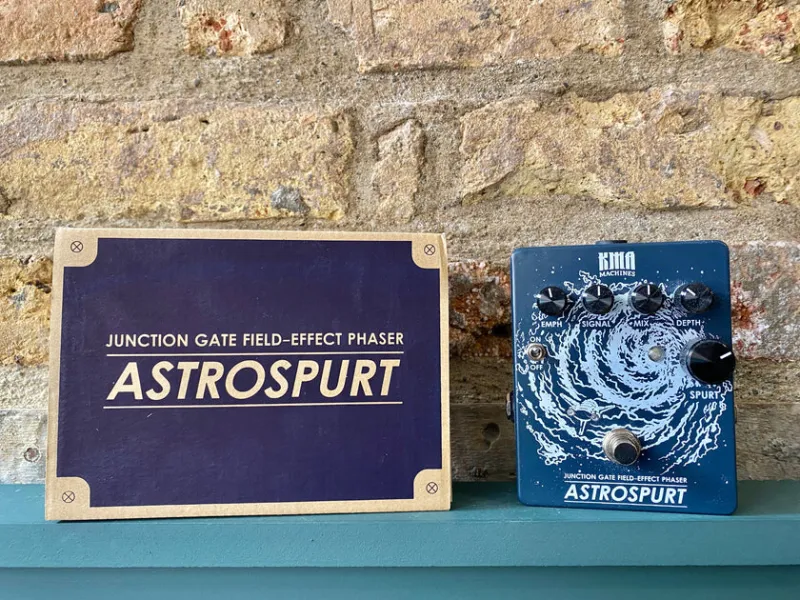 JUNCTION GATE FIELD-EFFECT PHASER
ASTROSPURT
KMA
MACHINES
EMPH SIGNAL MIX DEPTH
ON
OFF
SPURT
JUNCTION GATE FIELD-EFFECT PHASER
ASTROSPURT